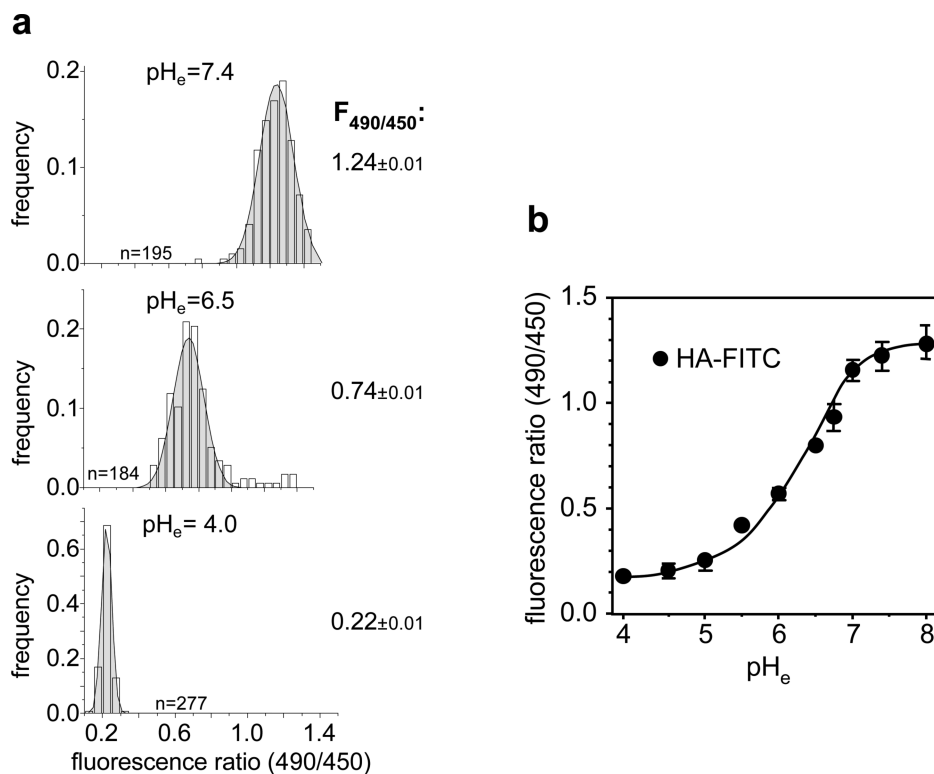 a
pHe=7.4
0.2
F490/450:
frequency
0.1
1.24±0.01
n=195
0.0
pHe=6.5
0.2
frequency
0.1
0.74±0.01
n=184
0.0
pHe= 4.0
0.6
frequency
0.4
0.22±0.01
0.2
n=277
0.0
0.2 0.6 1.0 1.4
fluorescence ratio (490/450)
b
1.5
HA-FITC
fluorescence ratio (490/450)
1.0
0.5
0.0
4 5 6 7 8
pHe